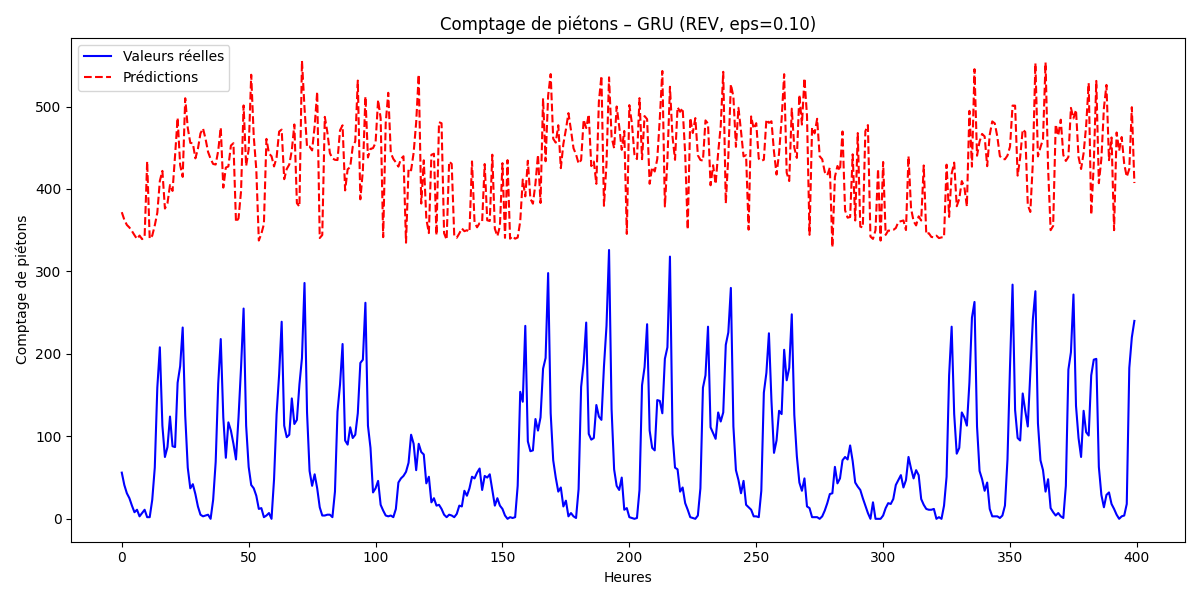 Comptage de piétons – GRU (REV, eps=0.10)
Valeurs réelles
Prédictions
Comptage de piétons
500
400
300
200
100
0
0 50 100 150 200 250 300 350 400
Heures